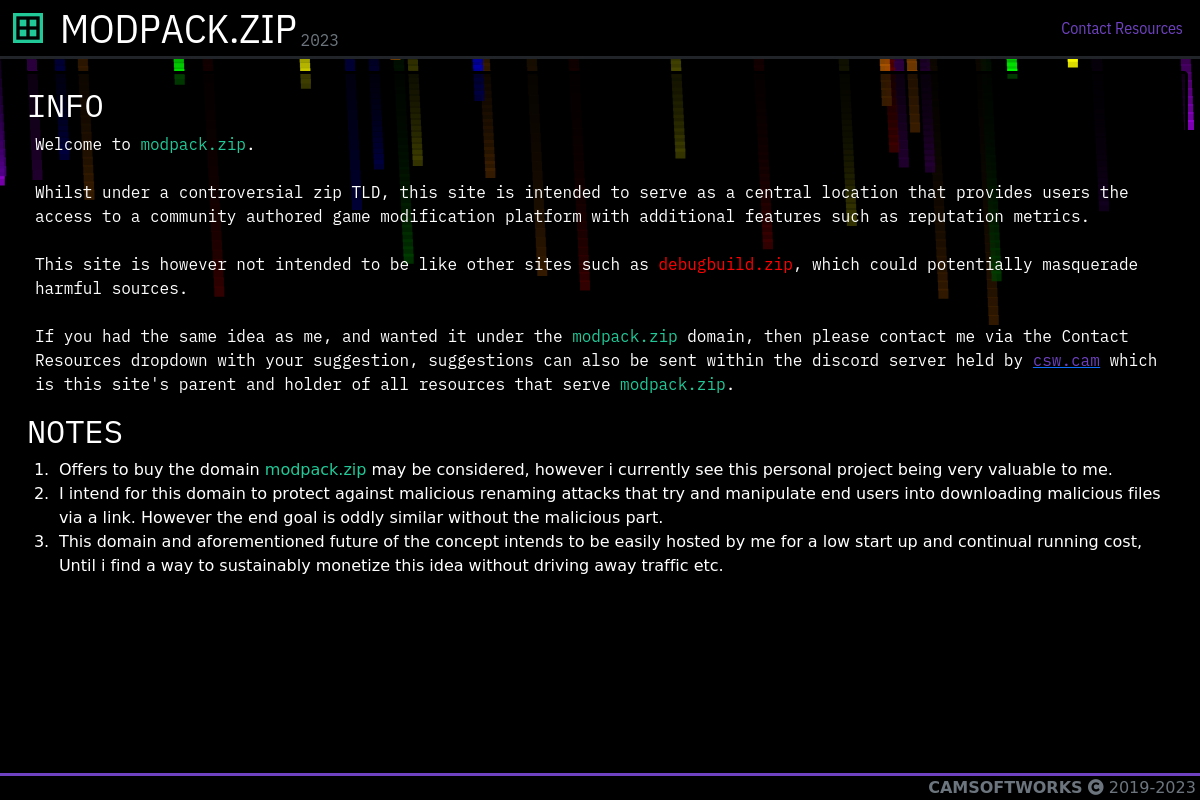 MODPACK.ZIP 2023
Contact Resources
INFO
Welcome to modpack.zip.
Whilst under a controversial zip TLD, this site is intended to serve as a central location that provides users the
access to a community authored game modification platform with additional features such as reputation metrics.
This site is however not intended to be like other sites such as debugbuild.zip, which could potentially masquerade
harmful sources.
If you had the same idea as me, and wanted it under the modpack.zip domain, then please contact me via the Contact
Resources dropdown with your suggestion, suggestions can also be sent within the discord server held by csw.cam which
is this site's parent and holder of all resources that serve modpack.zip.
NOTES
1. Offers to buy the domain modpack.zip may be considered, however i currently see this personal project being very valuable to me.
2. I intend for this domain to protect against malicious renaming attacks that try and manipulate end users into downloading malicious files
via a link. However the end goal is oddly similar without the malicious part.
3. This domain and aforementioned future of the concept intends to be easily hosted by me for a low start up and continual running cost,
Until i find a way to sustainably monetize this idea without driving away traffic etc.
CAMSOFTWORKS © 2019-2023